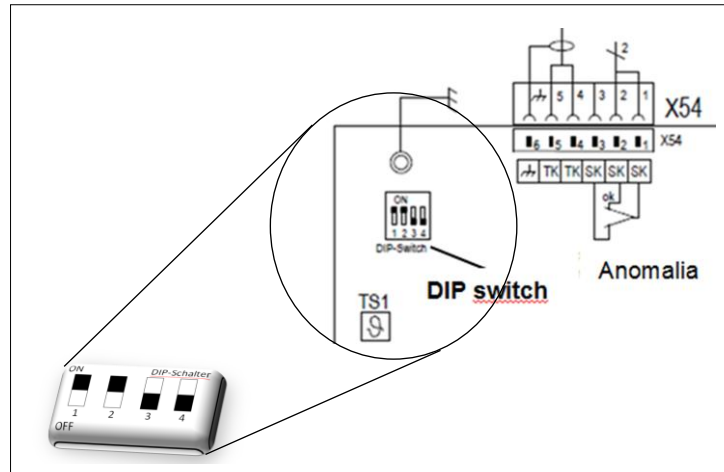 2
5 4 3 2 1
X54
6 5 4 3 2 1
X54
TK TK SK SK SK
ok
ON
1 2 3 4
DIP-Switch
Anomalia
DIP switch
TS1
ϑ
ON
DIP-Schalter
1 2 3 4
OFF